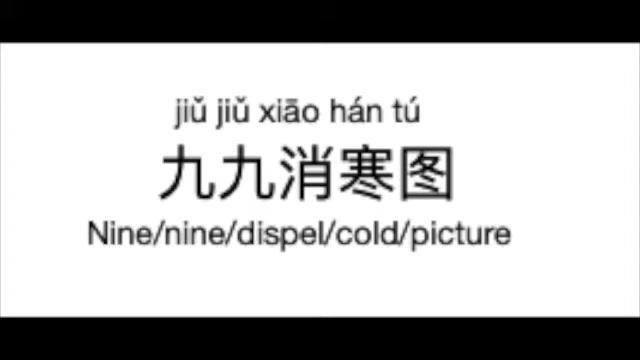 jiǔ jiǔ xiāo hán tú
九九消寒图
Nine/nine/dispel/cold/picture